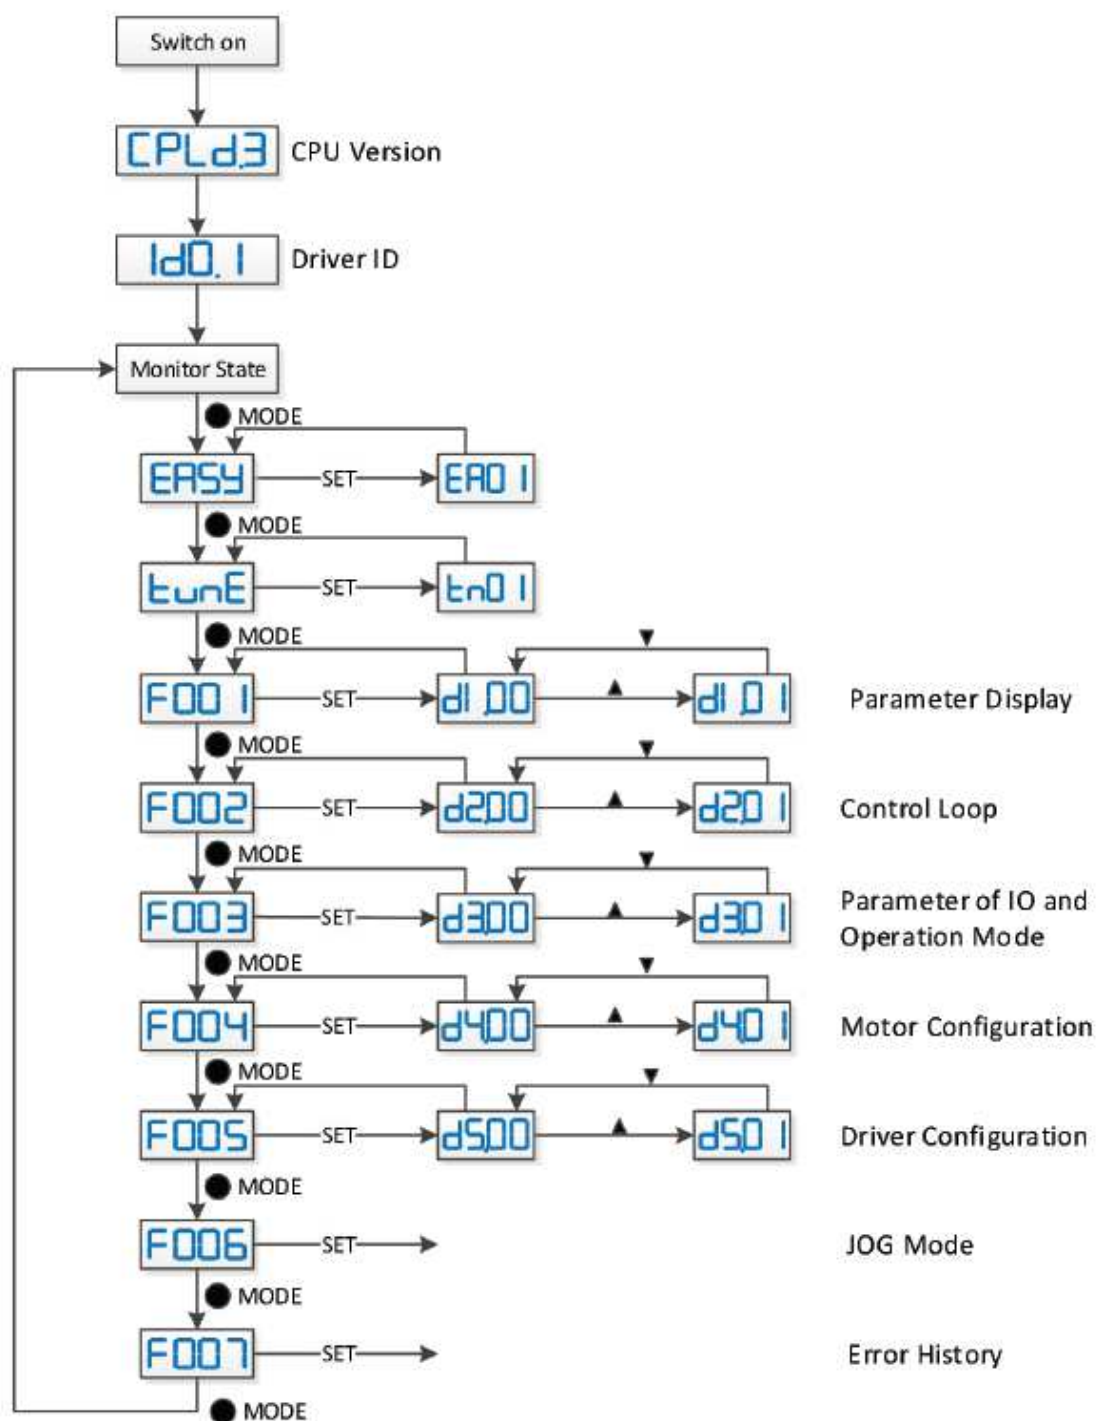 Switch on
CPLd.3 CPU Version
Id0.1 Driver ID
Monitor State
MODE
EASY SET EA01
MODE
tunE SET tn01
MODE
F001 SET d1.00 d1.01 Parameter Display
MODE
F002 SET d2.00 d2.01 Control Loop
MODE
F003 SET d3.00 d3.01 Parameter of IO and
Operation Mode
MODE
F004 SET d4.00 d4.01 Motor Configuration
MODE
F005 SET d5.00 d5.01 Driver Configuration
MODE
F006 SET JOG Mode
MODE
F007 SET Error History
MODE